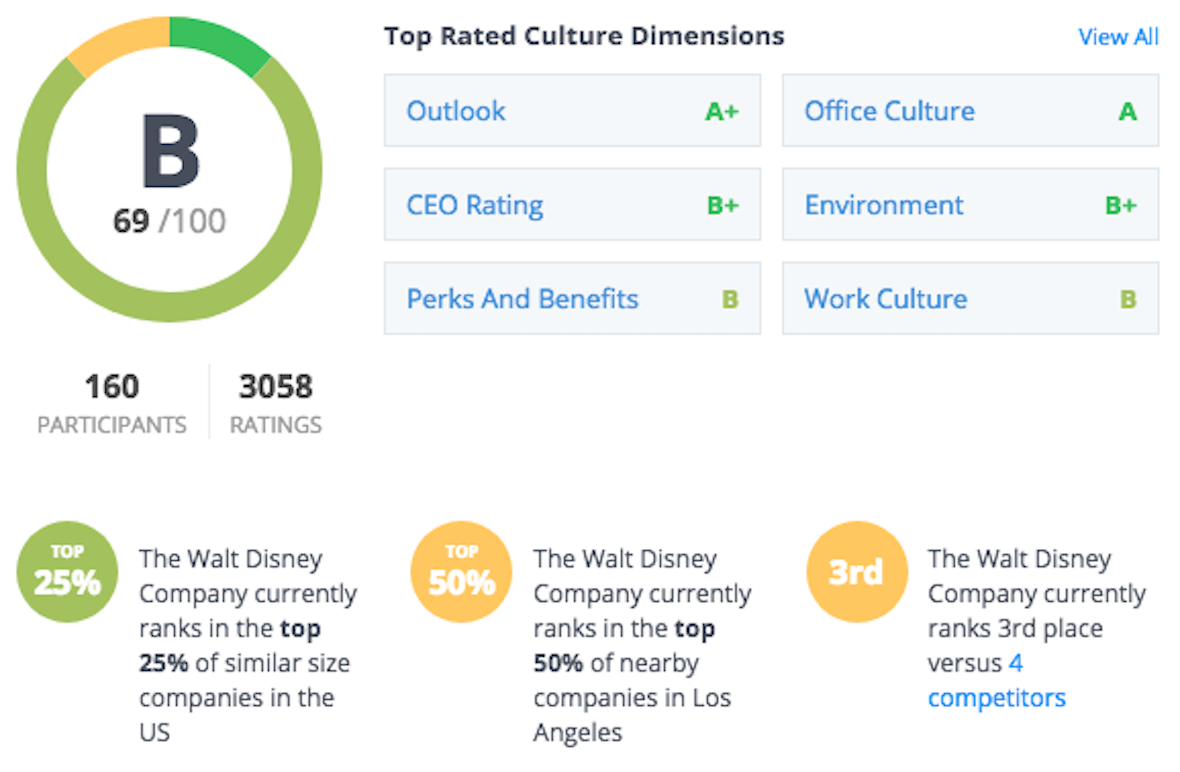 B
69 /100
160
PARTICIPANTS
3058
RATINGS
Top Rated Culture Dimensions
View All
Outlook A+
Office Culture A
CEO Rating B+
Environment B+
Perks And Benefits B
Work Culture B
TOP
25%
The Walt Disney
Company currently
ranks in the top
25% of similar size
companies in the
US
TOP
50%
The Walt Disney
Company currently
ranks in the top
50% of nearby
companies in Los
Angeles
3rd
The Walt Disney
Company currently
ranks 3rd place
versus 4
competitors